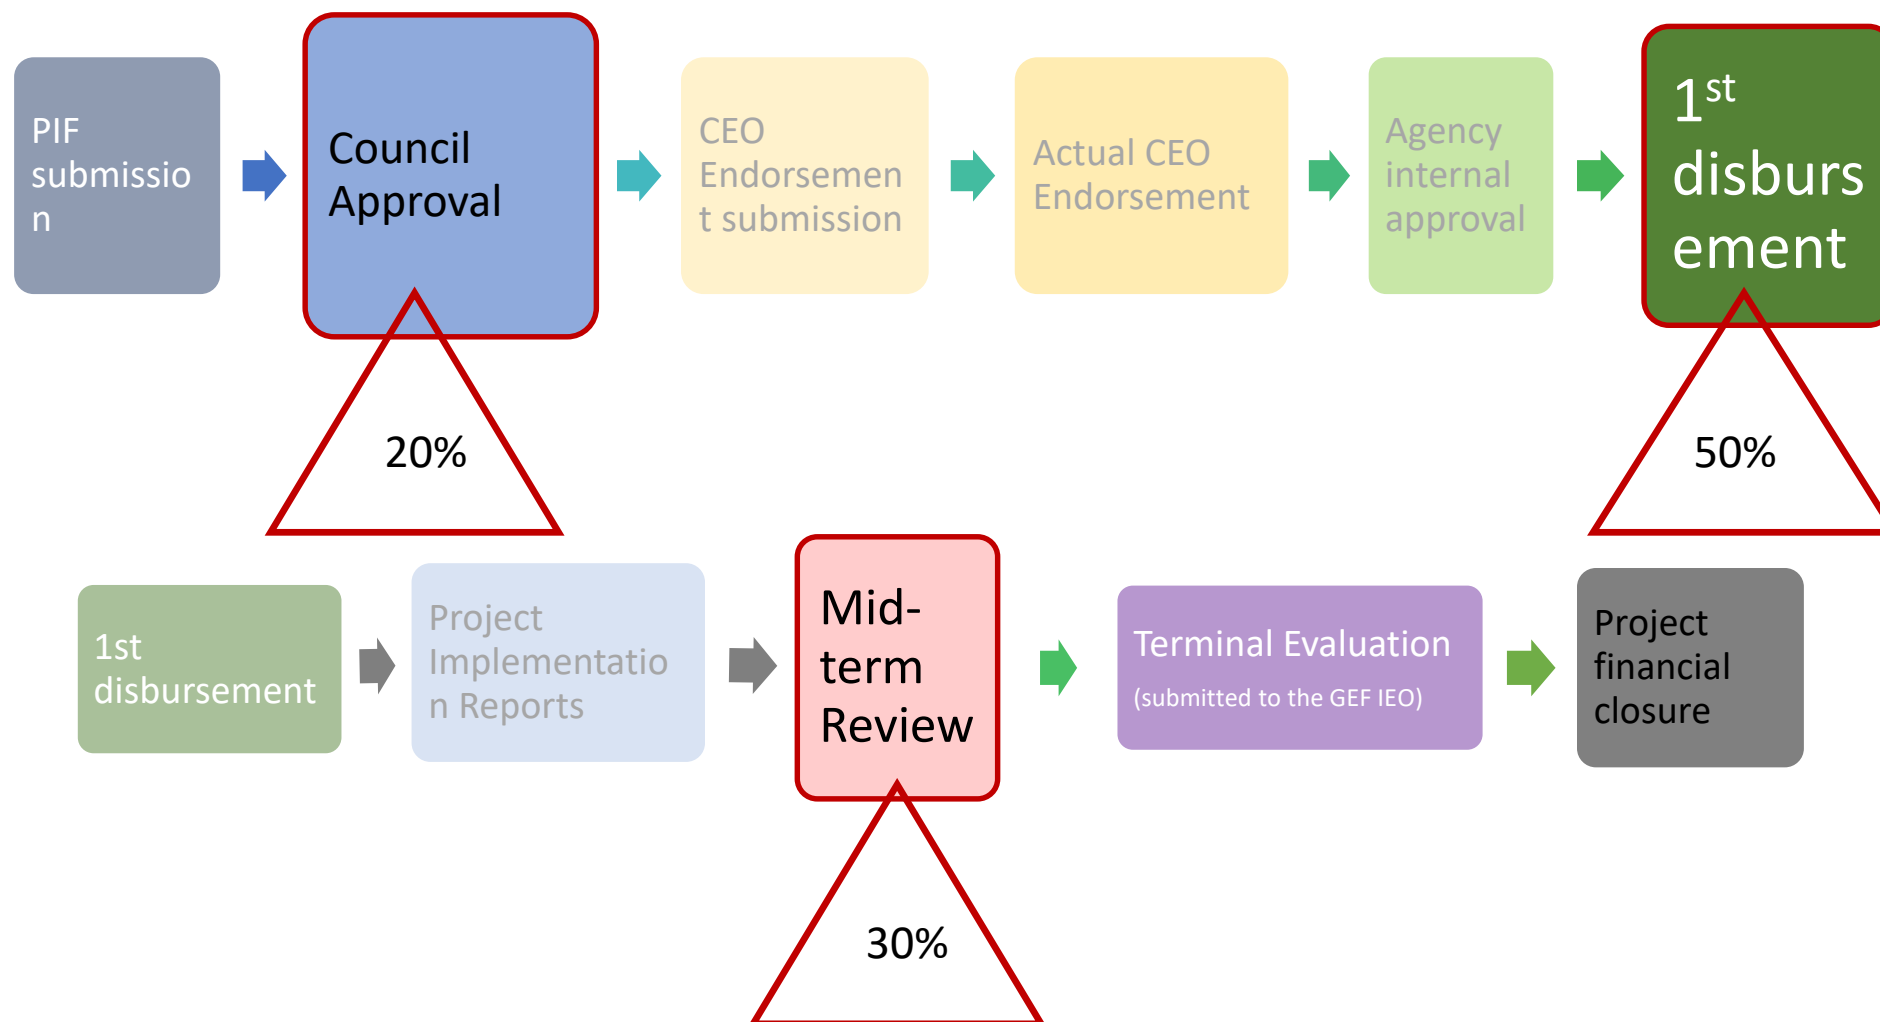 PIF
submissio
n
Council
Approval
CEO
Endorsemen
t submission
Actual CEO
Endorsement
Agency
internal
approval
1st
disburs
ement
20%
50%
1st
disbursement
Project
Implementatio
n Reports
Mid-
term
Review
Terminal Evaluation
(submitted to the GEF IEO)
Project
financial
closure
30%